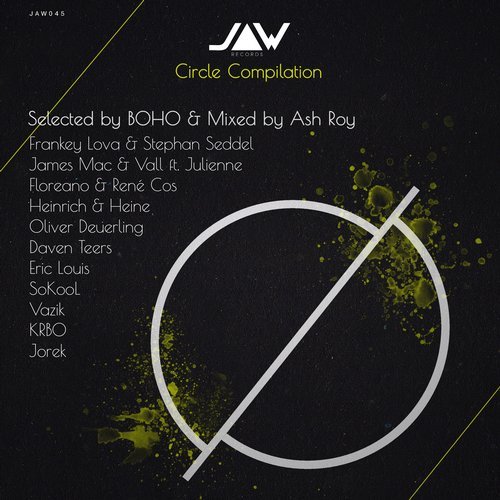 JAW045
JAW
RECORDS
Circle Compilation
Selected by BOHO & Mixed by Ash Roy
Frankey Lova & Stephan Seddel
James Mac & Vall ft. Julienne
Floreano & René Cos
Heinrich & Heine
Oliver Deuerling
Daven Teers
Eric Louis
SoKooL
Vazik
KRBO
Jorek